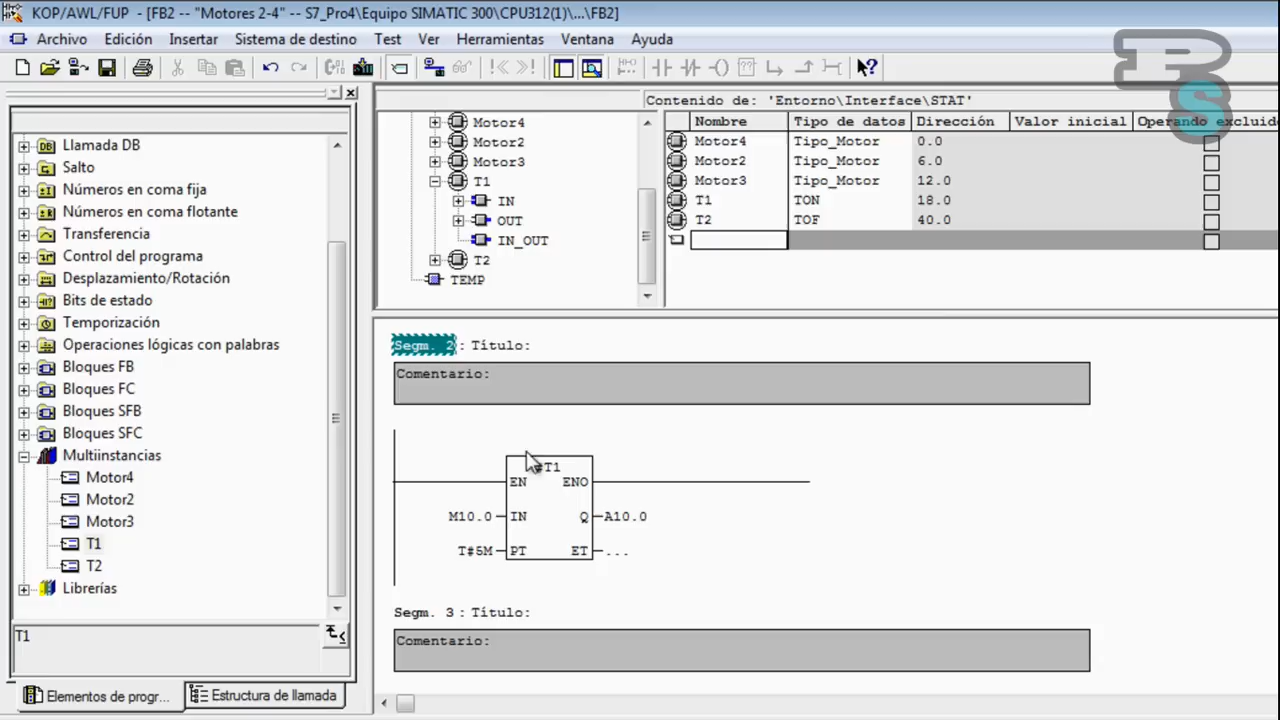 KOP/AWL/FUP - [FB2 -- "Motores 2-4" -- S7_Pro4\Equipo SIMATIC 300\CPU312(1)\...\FB2]
Archivo Edición Insertar Sistema de destino Test Ver Herramientas Ventana Ayuda
PS
Llamada DB
Salto
Números en coma fija
Números en coma flotante
Transferencia
Control del programa
Desplazamiento/Rotación
Bits de estado
Temporización
Operaciones lógicas con palabras
Bloques FB
Bloques FC
Bloques SFB
Bloques SFC
Multiinstancias
Motor4
Motor2
Motor3
T1
T2
Librerías
T1
Elementos de progr... Estructura de llamada
Motor4
Motor2
Motor3
T1
IN
OUT
IN_OUT
T2
TEMP
Contenido de: 'Entorno\Interface\STAT'
Nombre Tipo de datos Dirección Valor inicial Operando excluido
Motor4 Tipo_Motor 0.0
Motor2 Tipo_Motor 6.0
Motor3 Tipo_Motor 12.0
T1 TON 18.0
T2 TOF 40.0
Segm. 2 : Título:
Comentario:
#T1
EN ENO
M10.0 IN Q A10.0
T#5M PT ET ...
Segm. 3 : Título:
Comentario: